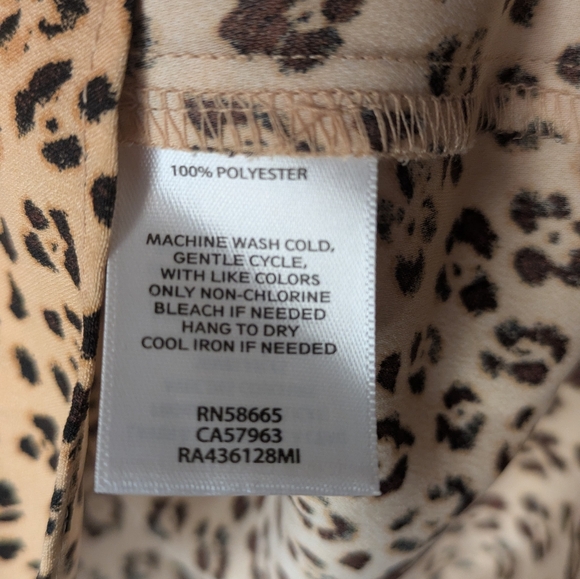 100% POLYESTER
MACHINE WASH COLD,
GENTLE CYCLE,
WITH LIKE COLORS
ONLY NON-CHLORINE
BLEACH IF NEEDED
HANG TO DRY
COOL IRON IF NEEDED
RN58665
CA57963
RA436128MI